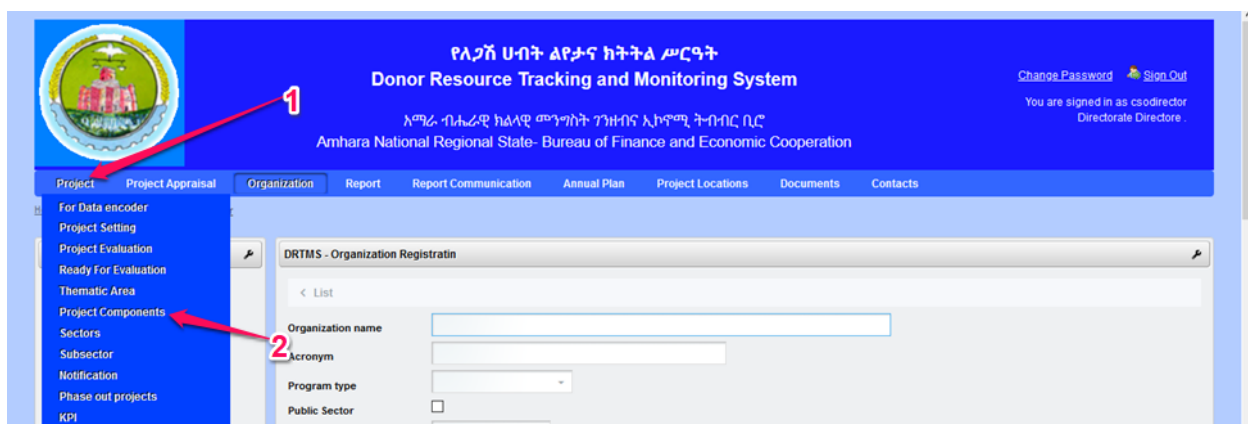 የለጋሽ ሀብት ልየታና ክትትል ሥርዓት
Donor Resource Tracking and Monitoring System
አማራ ብሔራዊ ክልላዊ መንግስት ገንዘብና ኢኮኖሚ ትብብር ቢሮ
Amhara National Regional State- Bureau of Finance and Economic Cooperation
Change Password Sign Out
You are signed in as csodirector
Directorate Directore .
1
Project Project Appraisal Organization Report Report Communication Annual Plan Project Locations Documents Contacts
For Data encoder
Project Setting
Project Evaluation
Ready For Evaluation
Thematic Area
Project Components
Sectors
Subsector
Notification
Phase out projects
KPI
2
DRTMS - Organization Registratin
< List
Organization name
Acronym
Program type
Public Sector